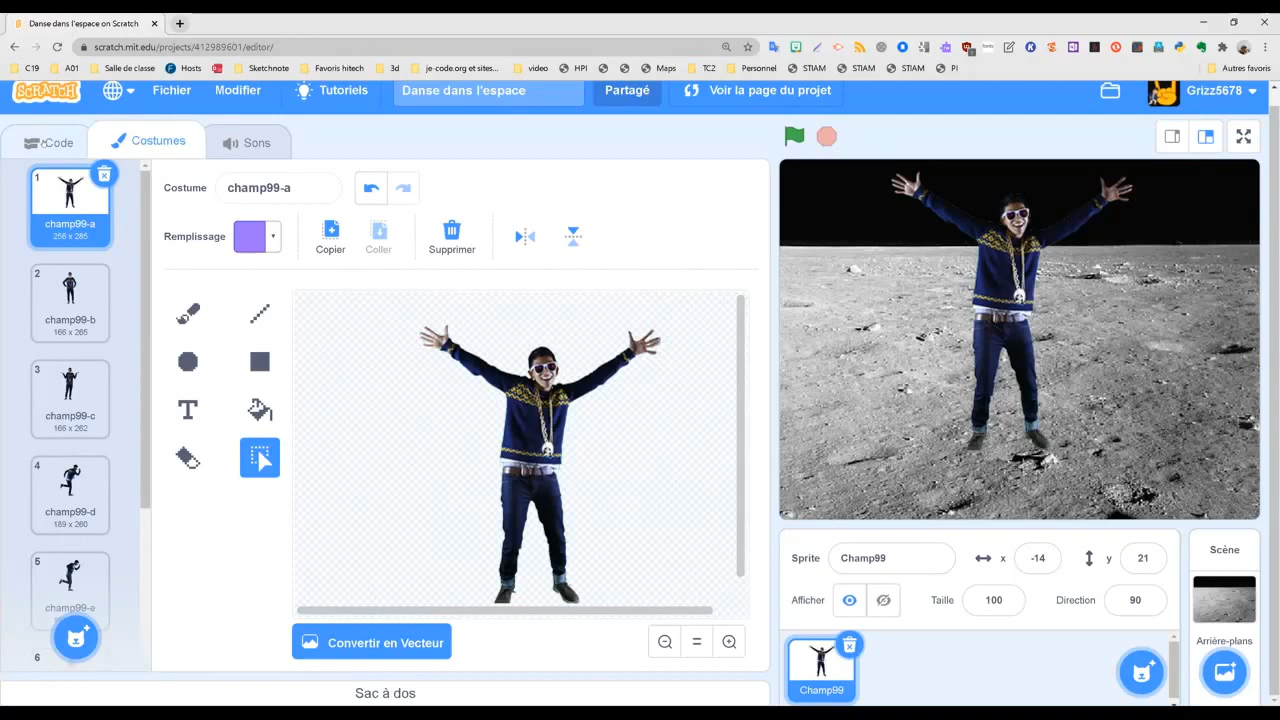 Danse dans l'espace on Scratch
scratch.mit.edu/projects/412989601/editor/
C19 A01 Salle de classe Hosts Sketchnote Favoris hitech 3d je-code.org et sites... video HPI Maps TC2 Personnel STIAM STIAM STIAM PI Autres favoris
SCRATCH Fichier Modifier Tutoriels Danse dans l'espace Partagé Voir la page du projet Grizz5678
Code Costumes Sons
1
champ99-a
256 x 285
2
champ99-b
166 x 265
3
champ99-c
166 x 262
4
champ99-d
189 x 260
5
champ99-e
6
Costume champ99-a
Remplissage Copier Coller Supprimer
T
Convertir en Vecteur
Sac à dos
Sprite Champ99 x -14 y 21
Afficher Taille 100 Direction 90
Champ99
Scène
Arrière-plans